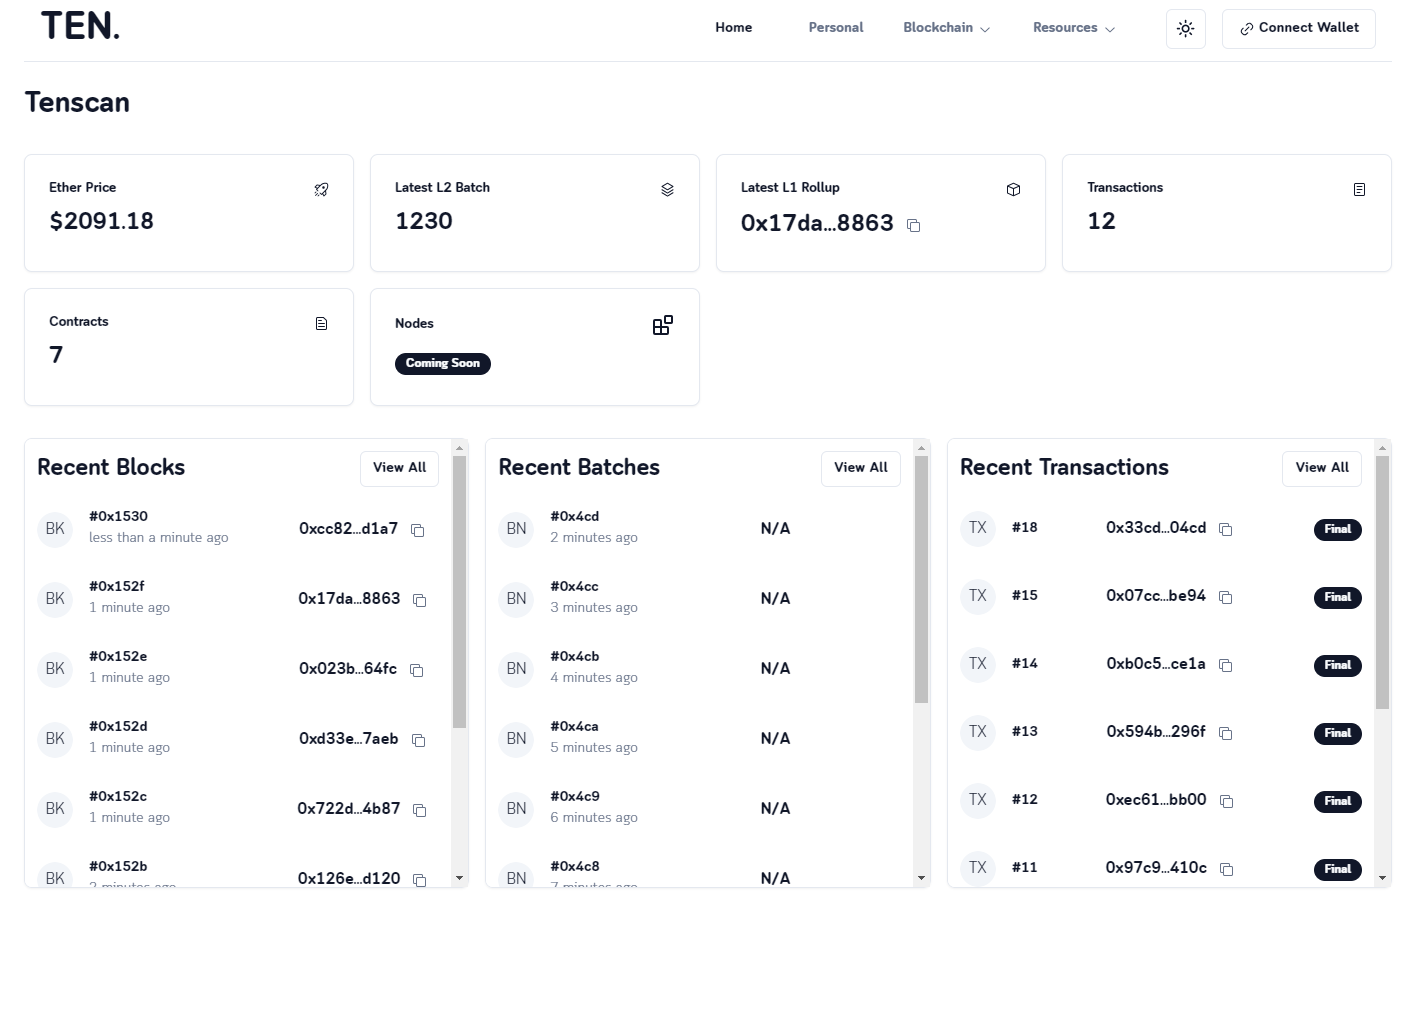 TEN.
Home
Personal
Blockchain
Resources
Connect Wallet
Tenscan
Ether Price
$2091.18
Latest L2 Batch
1230
Latest L1 Rollup
0x17da...8863
Transactions
12
Contracts
7
Nodes
Coming Soon
Recent Blocks
View All
BK
#0x1530
less than a minute ago
0xcc82...d1a7
BK
#0x152f
1 minute ago
0x17da...8863
BK
#0x152e
1 minute ago
0x023b...64fc
BK
#0x152d
1 minute ago
0xd33e...7aeb
BK
#0x152c
1 minute ago
0x722d...4b87
BK
#0x152b
2 minutes ago
0x126e...d120
Recent Batches
View All
BN
#0x4cd
2 minutes ago
N/A
BN
#0x4cc
3 minutes ago
N/A
BN
#0x4cb
4 minutes ago
N/A
BN
#0x4ca
5 minutes ago
N/A
BN
#0x4c9
6 minutes ago
N/A
BN
#0x4c8
7 minutes ago
N/A
Recent Transactions
View All
TX
#18
0x33cd...04cd
Final
TX
#15
0x07cc...be94
Final
TX
#14
0xb0c5...ce1a
Final
TX
#13
0x594b...296f
Final
TX
#12
0xec61...bb00
Final
TX
#11
0x97c9...410c
Final